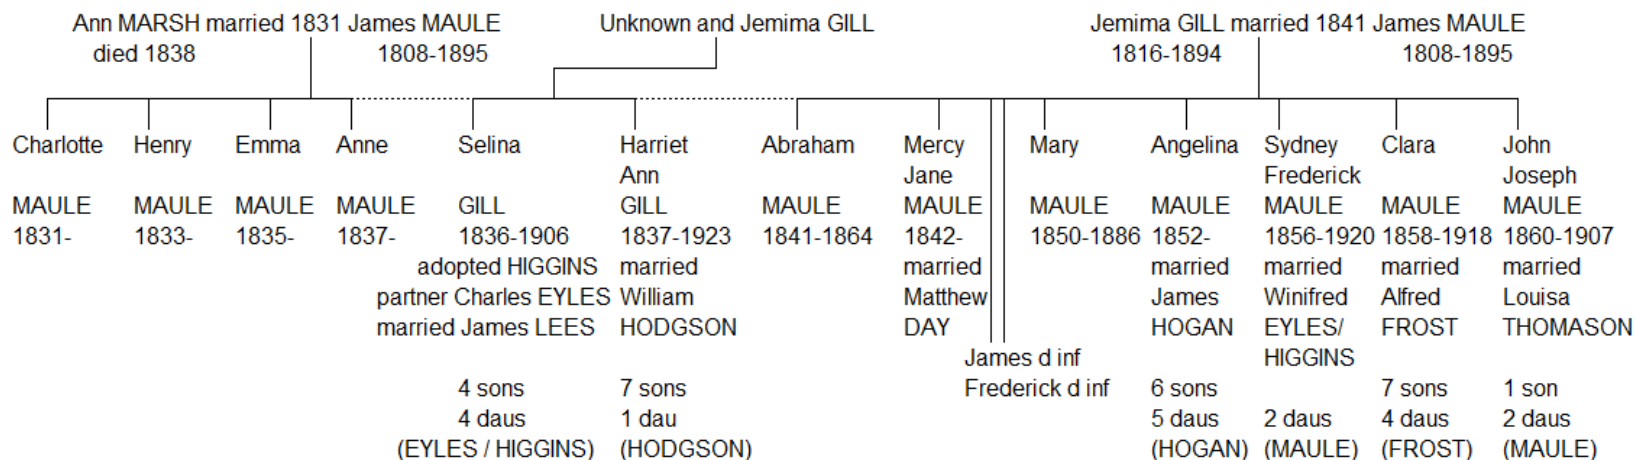 Ann MARSH married 1831 James MAULE Unknown and Jemima GILL Jemima GILL married 1841 James MAULE
died 1838 1808-1895 1816-1894 1808-1895
Charlotte Henry Emma Anne Selina Harriet Abraham Mercy Mary Angelina Sydney Clara John
Ann Jane Frederick Joseph
MAULE MAULE MAULE MAULE GILL GILL MAULE MAULE MAULE MAULE MAULE MAULE MAULE
1831- 1833- 1835- 1837- 1836-1906 1837-1923 1841-1864 1842- 1850-1886 1852- 1856-1920 1858-1918 1860-1907
adopted HIGGINS married married married married married married
partner Charles EYLES William Matthew James Winifred Alfred Louisa
married James LEES HODGSON DAY HOGAN EYLES/ FROST THOMASON
James d inf HIGGINS
4 sons 7 sons Frederick d inf 6 sons 7 sons 1 son
4 daus 1 dau 5 daus 2 daus 4 daus 2 daus
(EYLES / HIGGINS) (HODGSON) (HOGAN) (MAULE) (FROST) (MAULE)